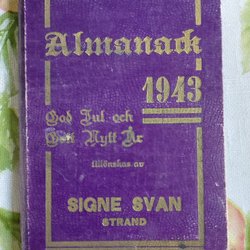 Almanack
1943
God Jul och
Gott Nytt År
tillönskas av
SIGNE SVAN
STRAND